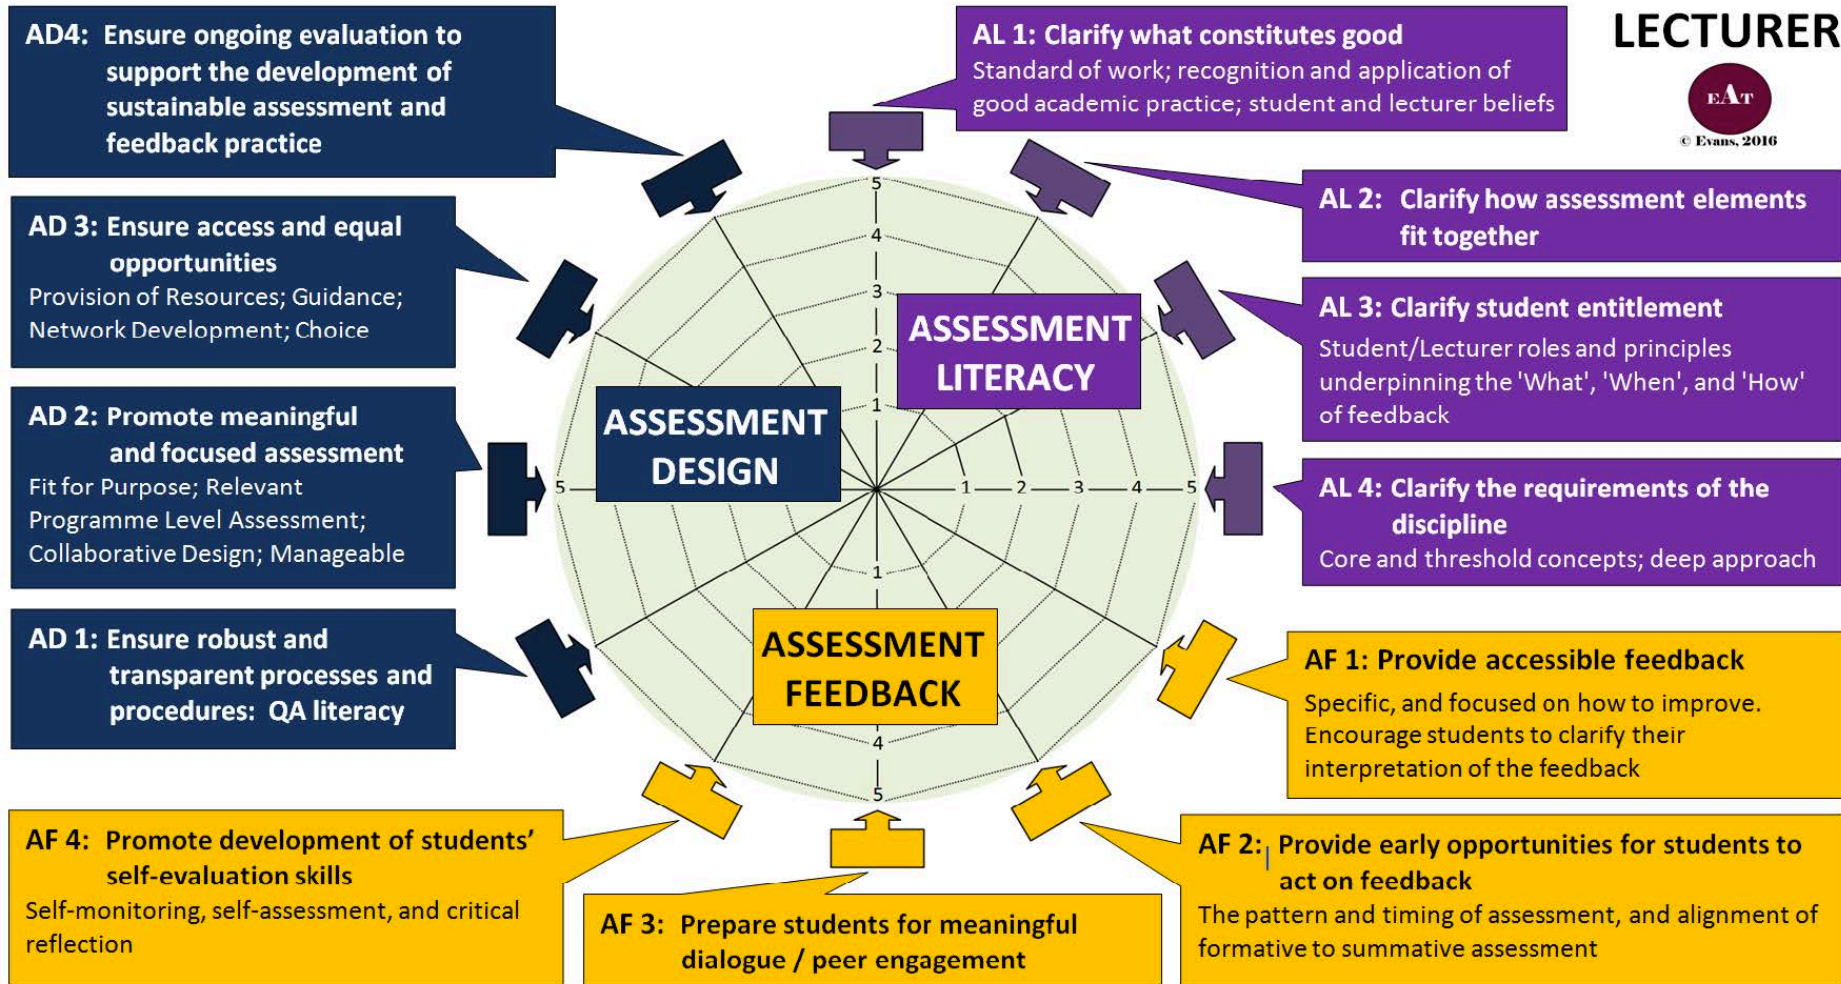 LECTURER
EAT
© Evans, 2016
AL 1: Clarify what constitutes good
Standard of work; recognition and application of
good academic practice; student and lecturer beliefs
AL 2: Clarify how assessment elements
fit together
AL 3: Clarify student entitlement
Student/Lecturer roles and principles
underpinning the 'What', 'When', and 'How'
of feedback
AL 4: Clarify the requirements of the
discipline
Core and threshold concepts; deep approach
AF 1: Provide accessible feedback
Specific, and focused on how to improve.
Encourage students to clarify their
interpretation of the feedback
AF 2: Provide early opportunities for students to
act on feedback
The pattern and timing of assessment, and alignment of
formative to summative assessment
AF 3: Prepare students for meaningful
dialogue / peer engagement
AF 4: Promote development of students’
self-evaluation skills
Self-monitoring, self-assessment, and critical
reflection
AD 1: Ensure robust and
transparent processes and
procedures: QA literacy
AD 2: Promote meaningful
and focused assessment
Fit for Purpose; Relevant
Programme Level Assessment;
Collaborative Design; Manageable
AD 3: Ensure access and equal
opportunities
Provision of Resources; Guidance;
Network Development; Choice
AD4: Ensure ongoing evaluation to
support the development of
sustainable assessment and
feedback practice
ASSESSMENT
LITERACY
ASSESSMENT
DESIGN
ASSESSMENT
FEEDBACK
5
4
3
2
1
5
1 2 3 4 5
1
4
5